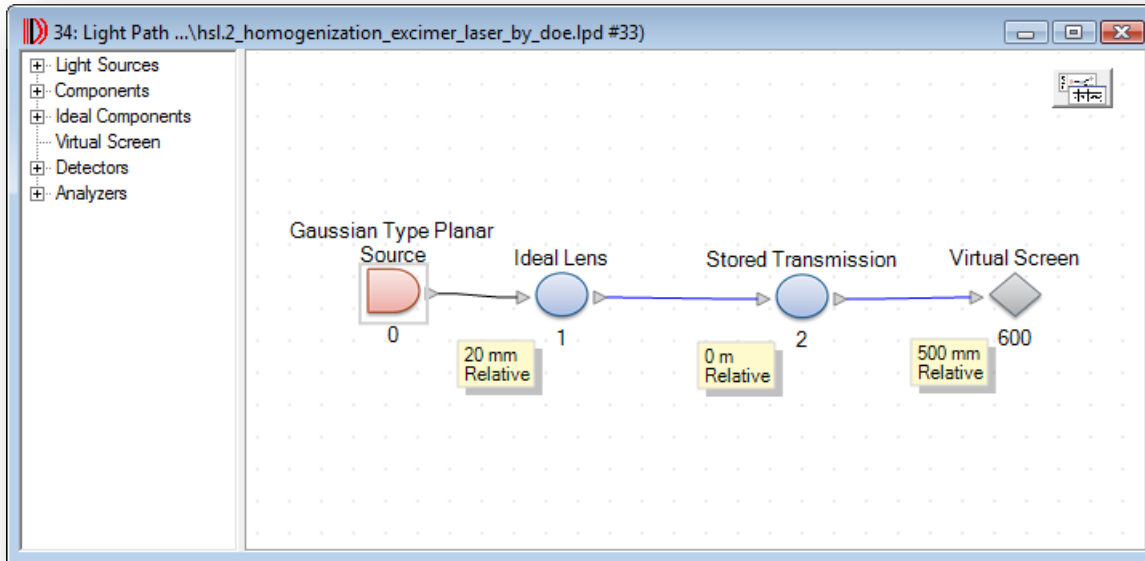 34: Light Path ...\hsl.2_homogenization_excimer_laser_by_doe.lpd #33)
Light Sources
Components
Ideal Components
Virtual Screen
Detectors
Analyzers
Gaussian Type Planar
Source
Ideal Lens
Stored Transmission
Virtual Screen
0
1
2
600
20 mm
Relative
0 m
Relative
500 mm
Relative